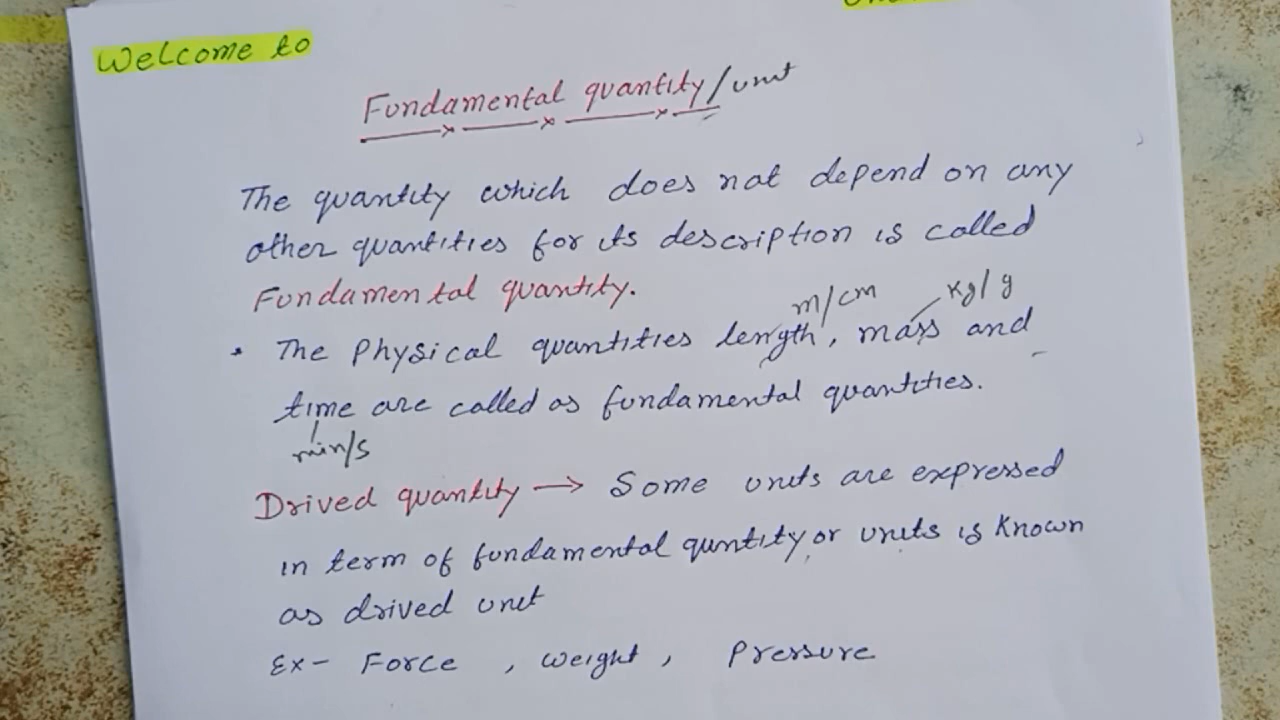 Welcome to
Fundamental quantity/unit
The quantity which does not depend on any
other quantities for its description is called
Fundamental quantity.
m/cm kg/g
• The Physical quantities length, mass and
time are called as fundamental quantities.
min/s
Drived quantity → Some units are expressed
in term of fundamental quntity or units is known
as drived unit
Ex- Force , weight , Pressure